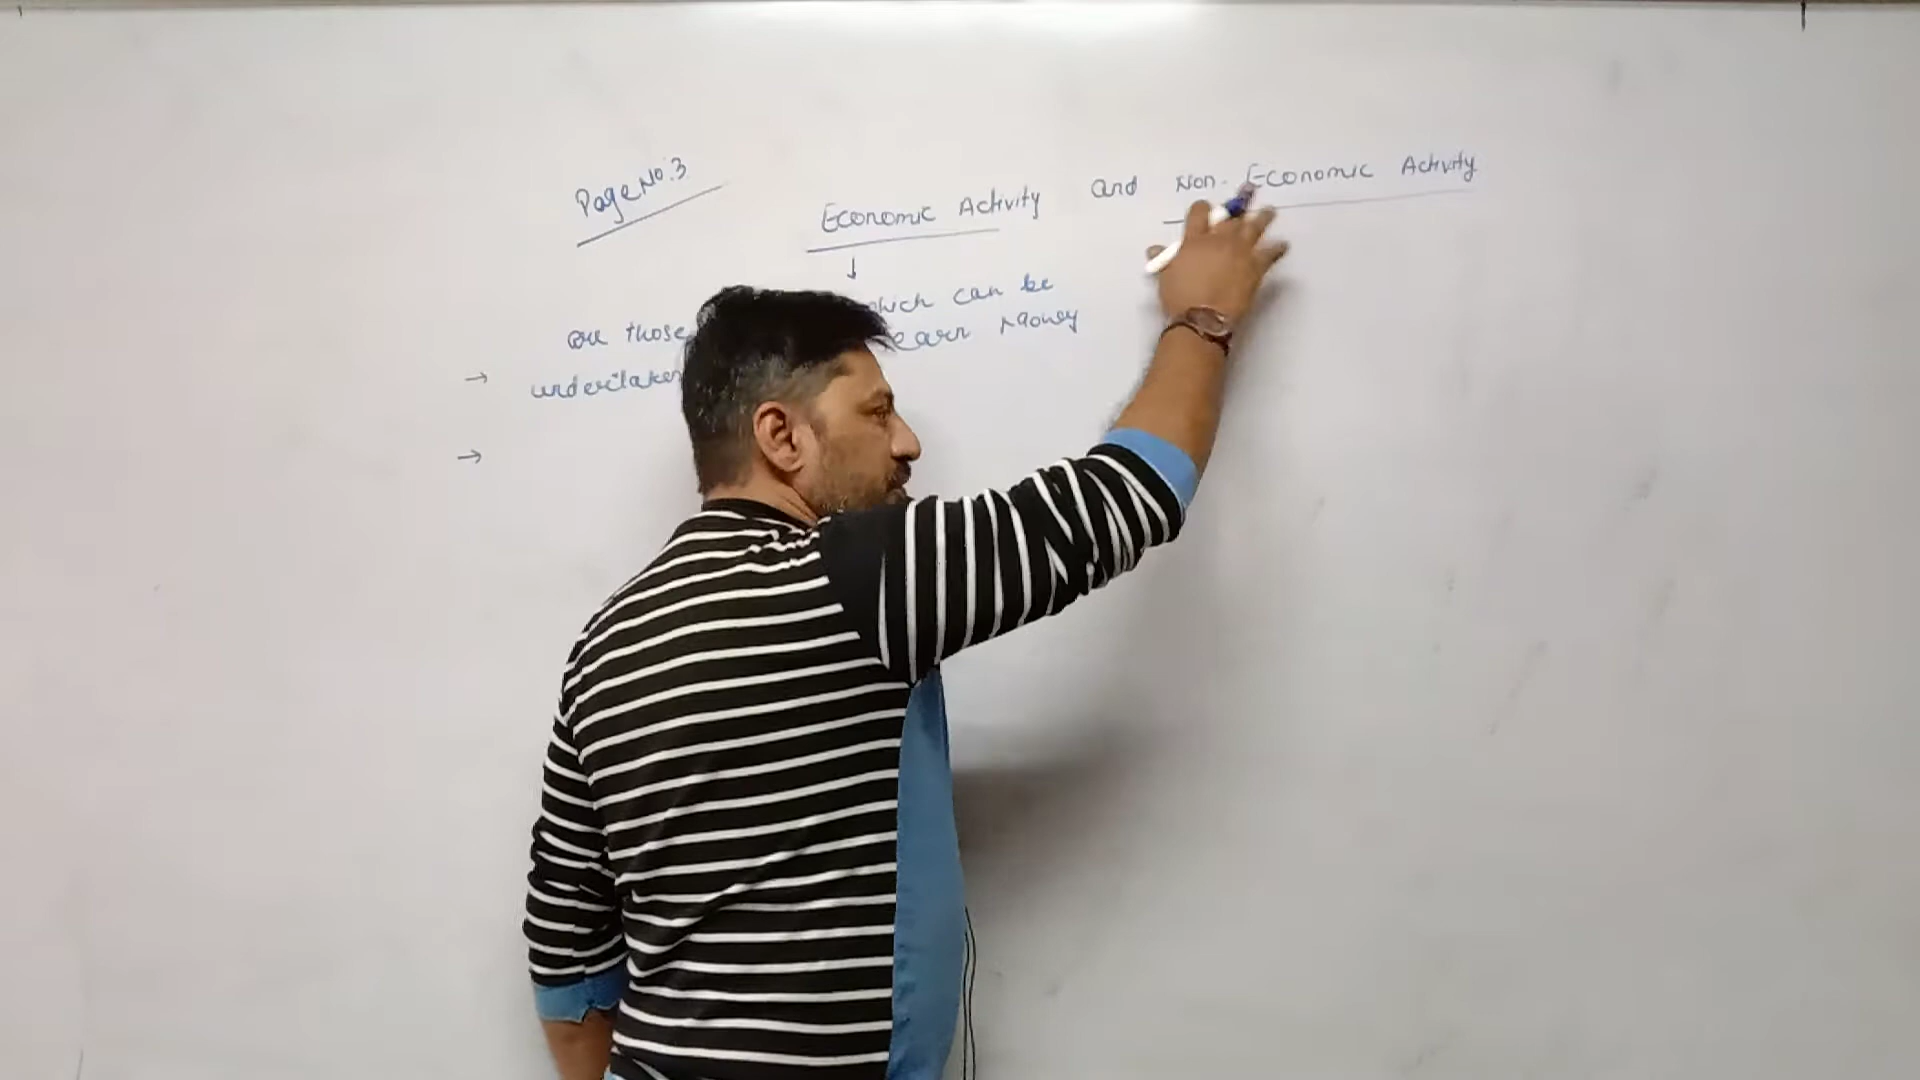 Page No.3
Economic Activity and Non-Economic Activity
↓
are those which can be
→ undertaken earn Money
→